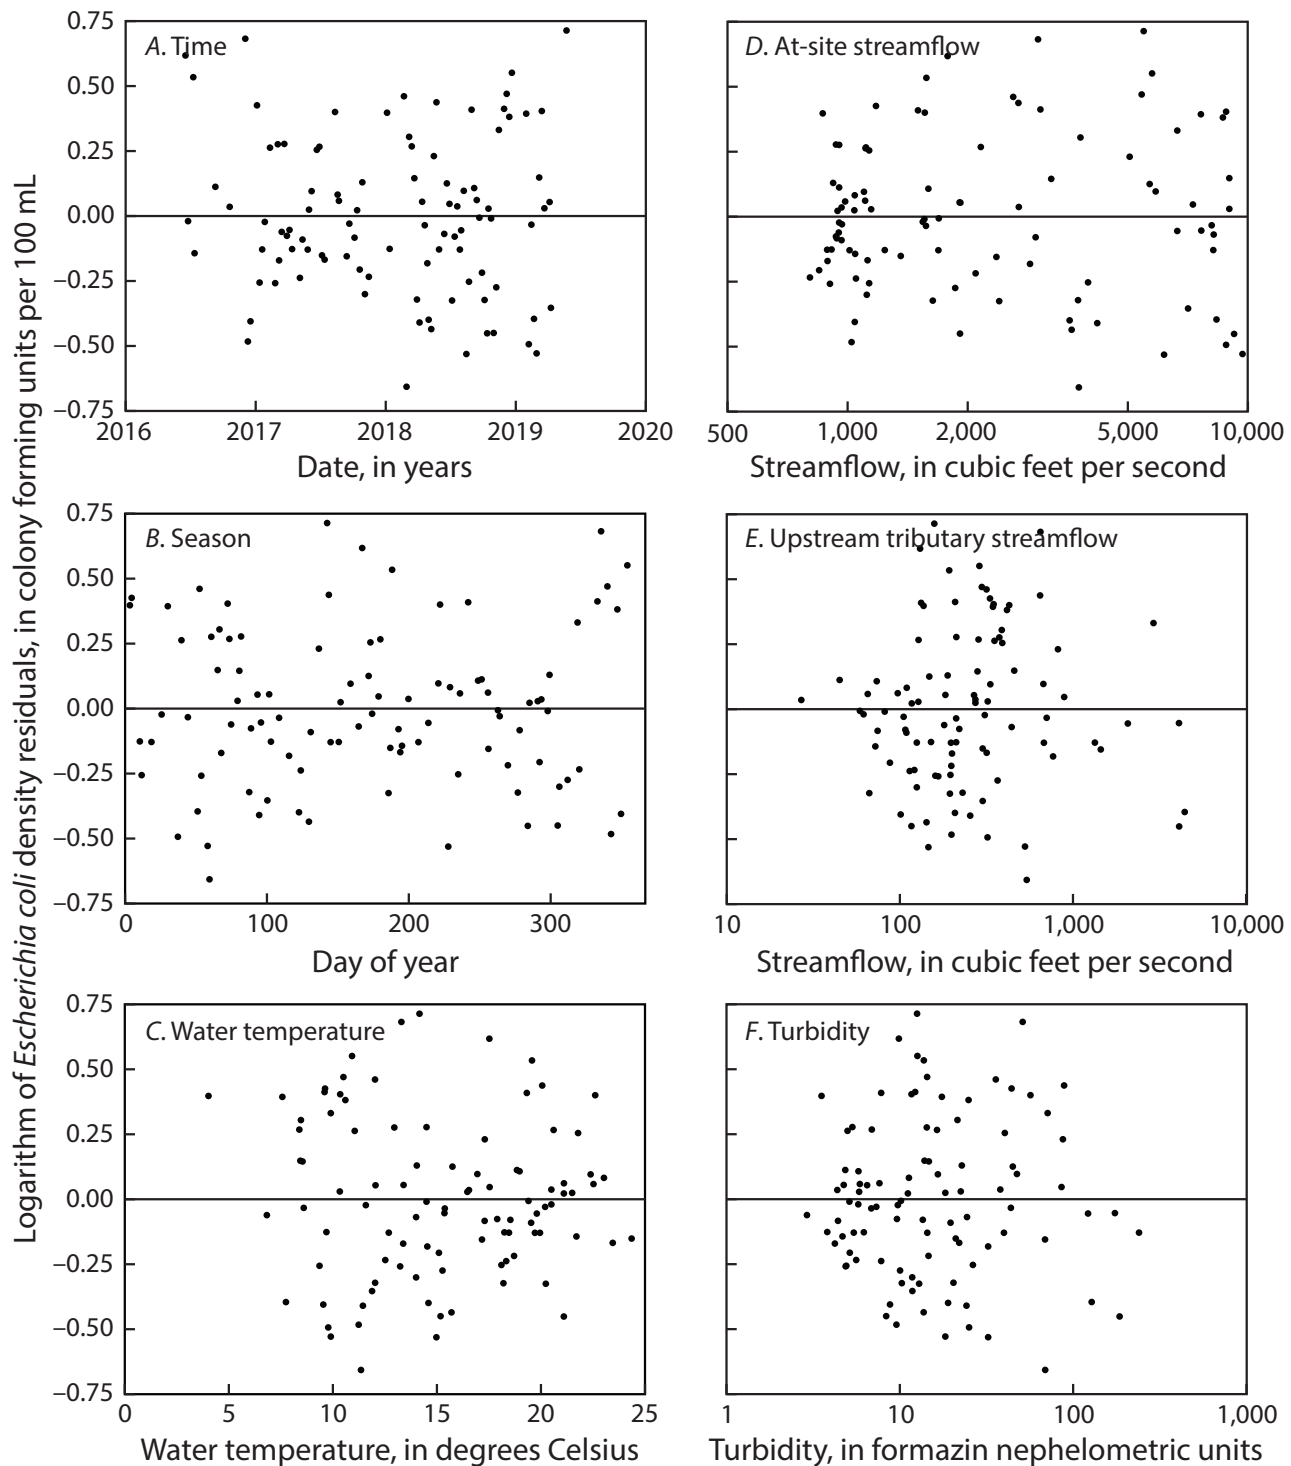 Logarithm of Escherichia coli density residuals, in colony forming units per 100 mL
A. Time
0.75
0.50
0.25
0.00
−0.25
−0.50
−0.75
2016 2017 2018 2019 2020
Date, in years
D. At-site streamflow
500 1,000 2,000 5,000 10,000
Streamflow, in cubic feet per second
B. Season
0.75
0.50
0.25
0.00
−0.25
−0.50
−0.75
0 100 200 300
Day of year
E. Upstream tributary streamflow
10 100 1,000 10,000
Streamflow, in cubic feet per second
C. Water temperature
0.75
0.50
0.25
0.00
−0.25
−0.50
−0.75
0 5 10 15 20 25
Water temperature, in degrees Celsius
F. Turbidity
1 10 100 1,000
Turbidity, in formazin nephelometric units